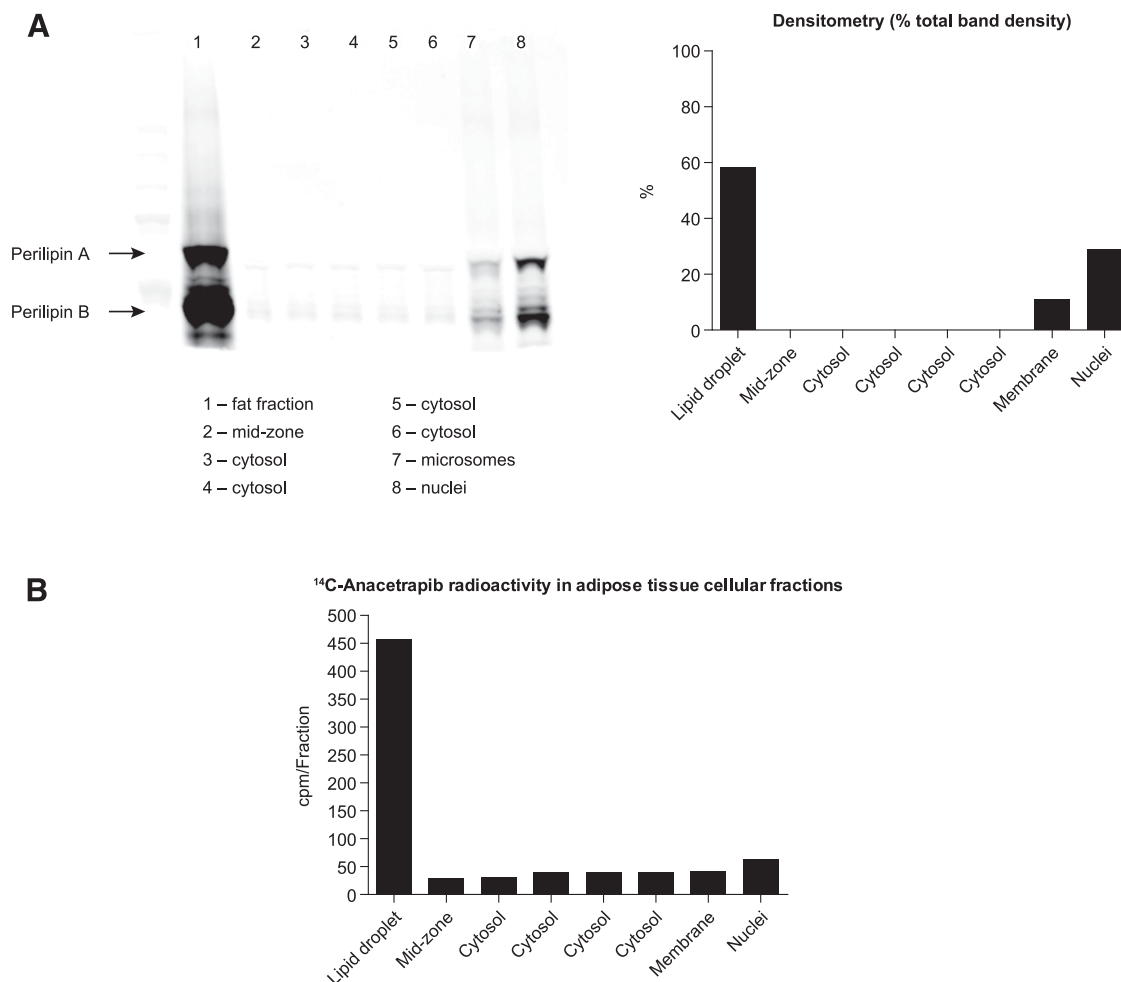 A
1 2 3 4 5 6 7 8
Perilipin A
Perilipin B
1 – fat fraction
2 – mid-zone
3 – cytosol
4 – cytosol
5 – cytosol
6 – cytosol
7 – microsomes
8 – nuclei
Densitometry (% total band density)
%
100
80
60
40
20
0
Lipid droplet
Mid-zone
Cytosol
Cytosol
Cytosol
Cytosol
Membrane
Nuclei
B
¹⁴C-Anacetrapib radioactivity in adipose tissue cellular fractions
cpm/Fraction
500
450
400
350
300
250
200
150
100
50
0
Lipid droplet
Mid-zone
Cytosol
Cytosol
Cytosol
Cytosol
Membrane
Nuclei